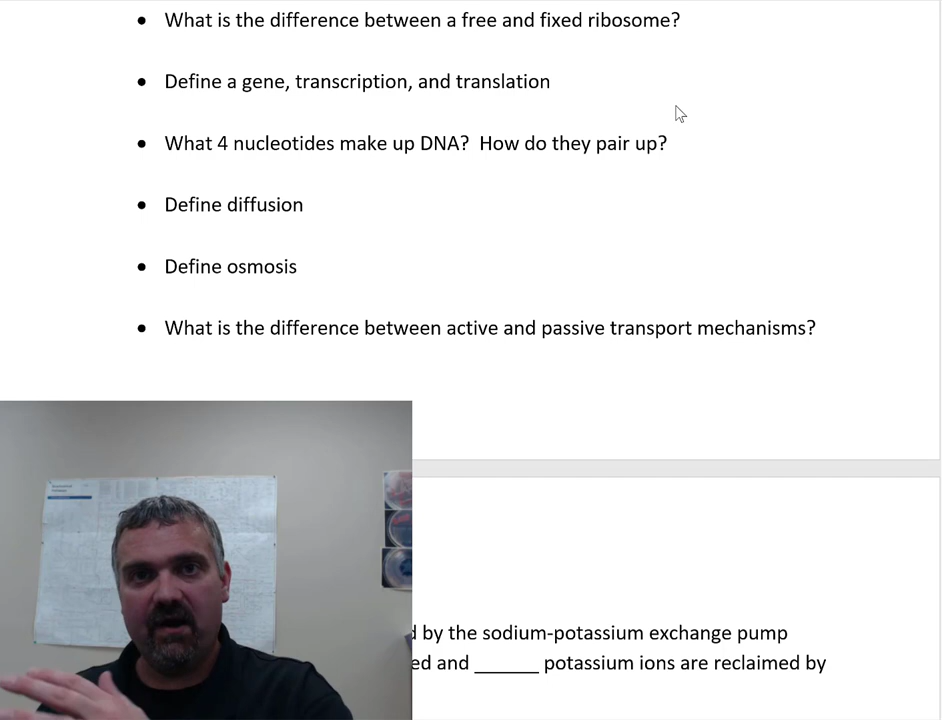 • What is the difference between a free and fixed ribosome?
• Define a gene, transcription, and translation
• What 4 nucleotides make up DNA?  How do they pair up?
• Define diffusion
• Define osmosis
• What is the difference between active and passive transport mechanisms?
by the sodium-potassium exchange pump
and ______ potassium ions are reclaimed by